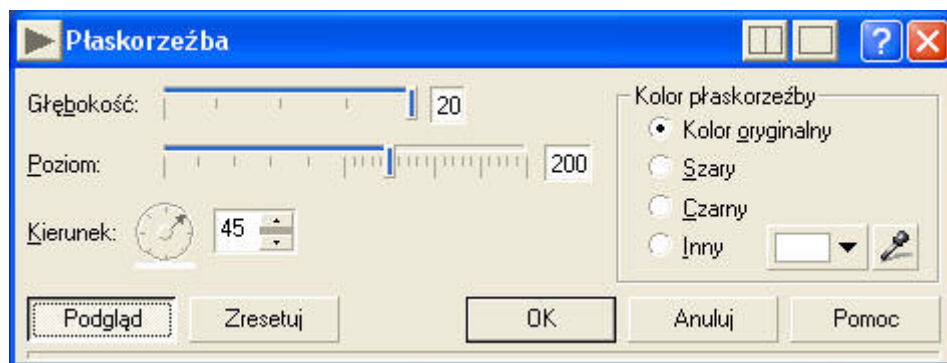 Płaskorzeźba
Głębokość: 20
Poziom: 200
Kierunek: 45
Kolor płaskorzeźby
Kolor oryginalny
Szary
Czarny
Inny
Podgląd Zresetuj OK Anuluj Pomoc